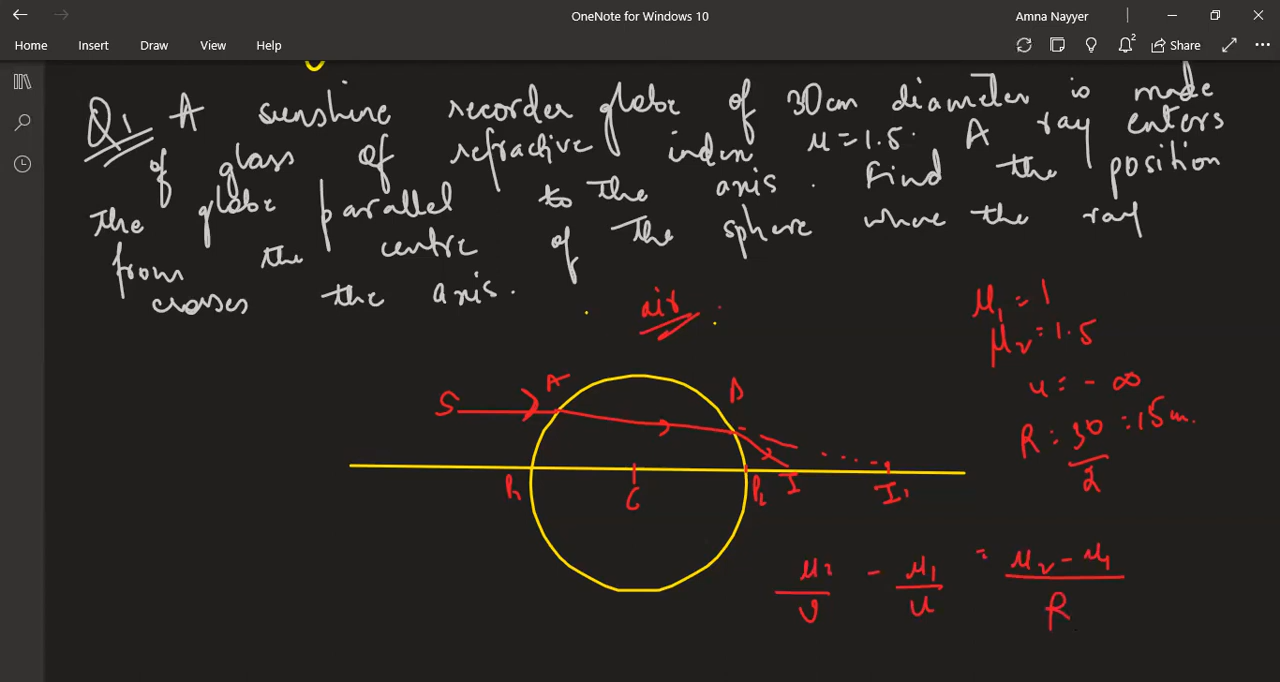 OneNote for Windows 10
Amna Nayyer
Home Insert Draw View Help
Share
Q1 A sunshine recorder globe of 30cm diameter is made
of glass of refractive index μ=1.5. A ray enters
the globe parallel to the axis. Find the position
from the centre of the sphere where the ray
crosses the axis.
air
μ1 = 1
μ2 = 1.5
u = - ∞
R = 30/2 = 15 cm.
S A B
P1 C P2 I I1
μ2/v - μ1/u = μ2 - μ1/R